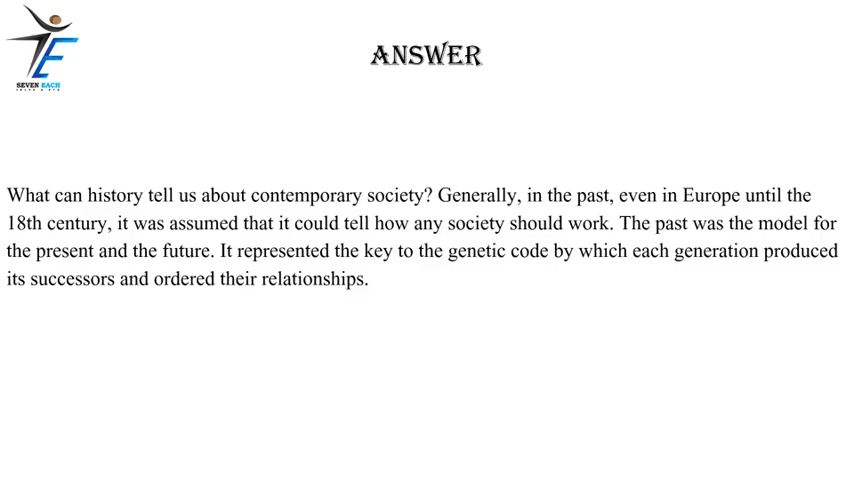 SEVEN EACH
IELTS & PTE
ANSWER
What can history tell us about contemporary society? Generally, in the past, even in Europe until the
18th century, it was assumed that it could tell how any society should work. The past was the model for
the present and the future. It represented the key to the genetic code by which each generation produced
its successors and ordered their relationships.